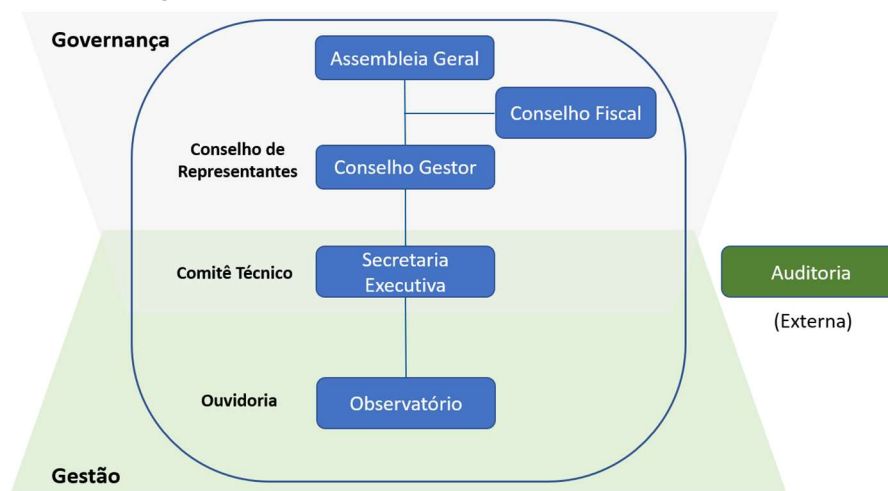 Governança
Assembleia Geral
Conselho Fiscal
Conselho de
Representantes
Conselho Gestor
Comitê Técnico
Secretaria
Executiva
Auditoria
(Externa)
Ouvidoria
Observatório
Gestão